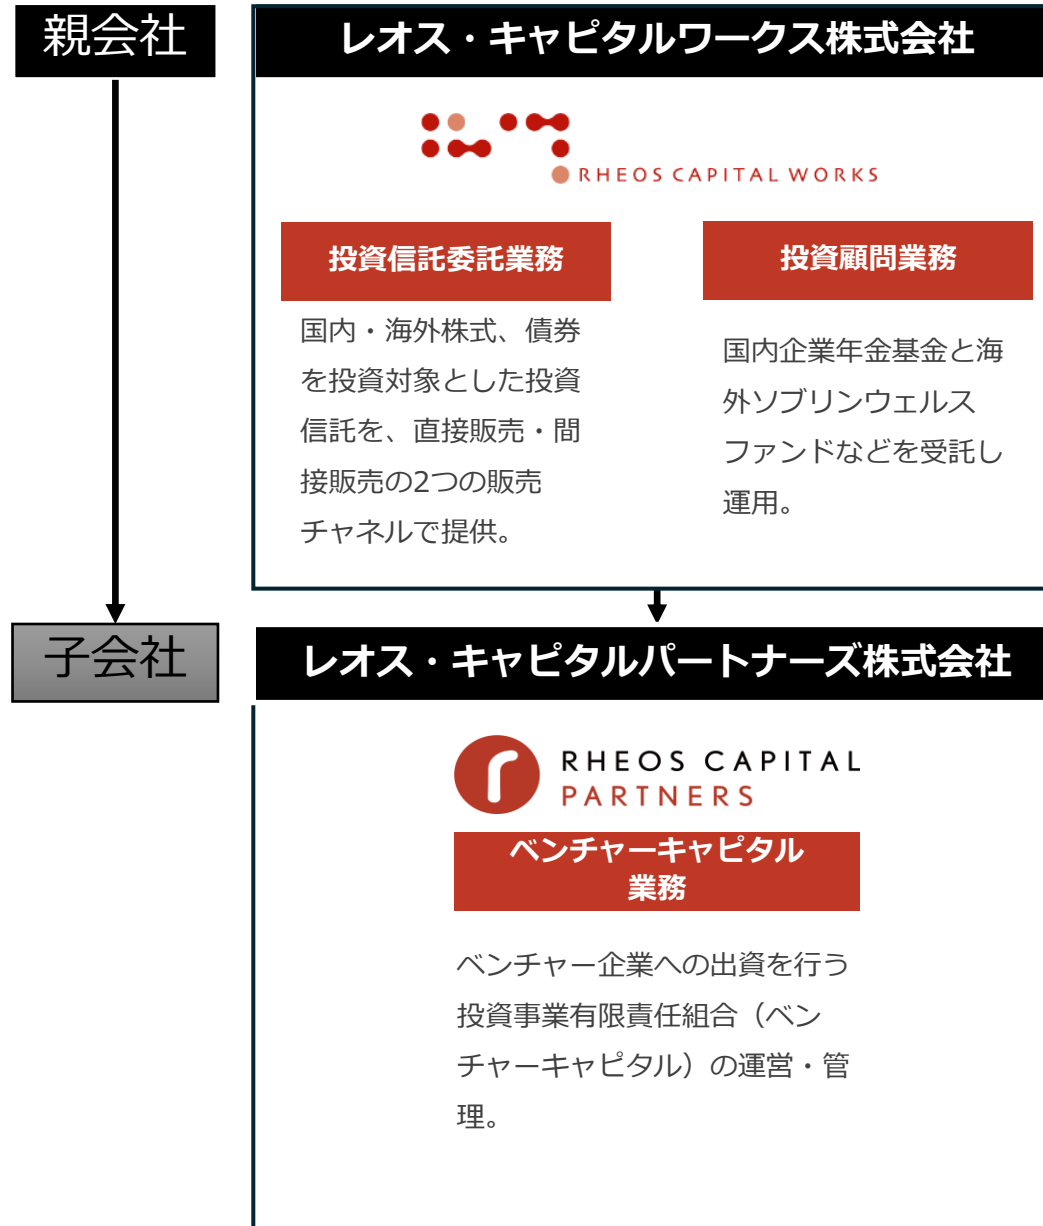 親会社
レオス・キャピタルワークス株式会社
RHEOS CAPITAL WORKS
投資信託委託業務
国内・海外株式、債券
を投資対象とした投資
信託を、直接販売・間
接販売の2つの販売
チャネルで提供。
投資顧問業務
国内企業年金基金と海
外ソブリンウェルス
ファンドなどを受託し
運用。
子会社
レオス・キャピタルパートナーズ株式会社
r
RHEOS CAPITAL
PARTNERS
ベンチャーキャピタル
業務
ベンチャー企業への出資を行う
投資事業有限責任組合（ベン
チャーキャピタル）の運営・管
理。